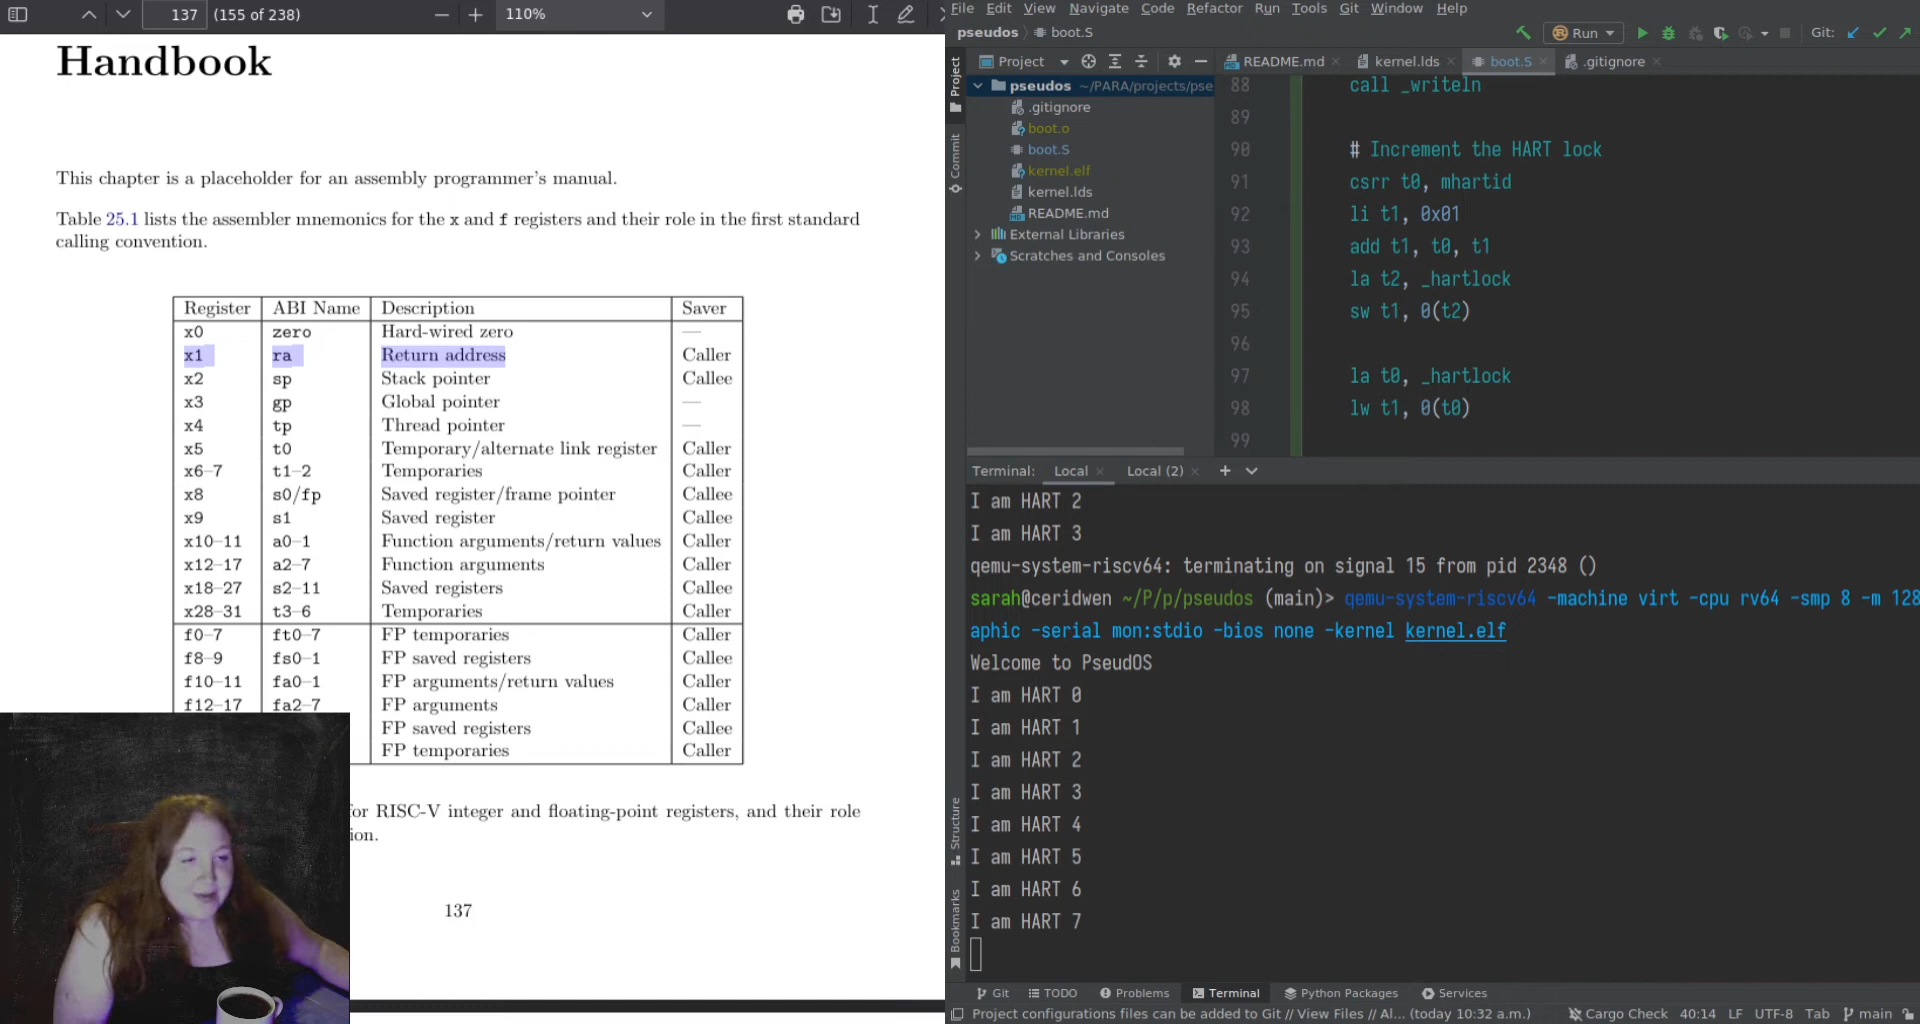 137 (155 of 238) 110%
Handbook
This chapter is a placeholder for an assembly programmer's manual.
Table 25.1 lists the assembler mnemonics for the x and f registers and their role in the first standard
calling convention.
Register ABI Name Description Saver
x0 zero Hard-wired zero —
x1 ra Return address Caller
x2 sp Stack pointer Callee
x3 gp Global pointer —
x4 tp Thread pointer —
x5 t0 Temporary/alternate link register Caller
x6–7 t1–2 Temporaries Caller
x8 s0/fp Saved register/frame pointer Callee
x9 s1 Saved register Callee
x10–11 a0–1 Function arguments/return values Caller
x12–17 a2–7 Function arguments Caller
x18–27 s2–11 Saved registers Callee
x28–31 t3–6 Temporaries Caller
f0–7 ft0–7 FP temporaries Caller
f8–9 fs0–1 FP saved registers Callee
f10–11 fa0–1 FP arguments/return values Caller
f12–17 fa2–7 FP arguments Caller
FP saved registers Callee
FP temporaries Caller
for RISC-V integer and floating-point registers, and their role
ion.
137
File Edit View Navigate Code Refactor Run Tools Git Window Help
pseudos boot.S Run Git:
Project README.md kernel.lds boot.S .gitignore
pseudos ~/PARA/projects/pse
.gitignore
boot.o
boot.S
kernel.elf
kernel.lds
README.md
External Libraries
Scratches and Consoles
Project
Commit
88 call _writeln
89
90 # Increment the HART lock
91 csrr t0, mhartid
92 li t1, 0x01
93 add t1, t0, t1
94 la t2, _hartlock
95 sw t1, 0(t2)
96
97 la t0, _hartlock
98 lw t1, 0(t0)
99
Terminal: Local Local (2)
I am HART 2
I am HART 3
qemu-system-riscv64: terminating on signal 15 from pid 2348 ()
sarah@ceridwen ~/P/p/pseudos (main)> qemu-system-riscv64 -machine virt -cpu rv64 -smp 8 -m 128
aphic -serial mon:stdio -bios none -kernel kernel.elf
Welcome to PseudOS
I am HART 0
I am HART 1
I am HART 2
I am HART 3
I am HART 4
I am HART 5
I am HART 6
I am HART 7
Structure
Bookmarks
Git TODO Problems Terminal Python Packages Services
Project configurations files can be added to Git // View Files // Al... (today 10:32 a.m.) Cargo Check 40:14 LF UTF-8 Tab main